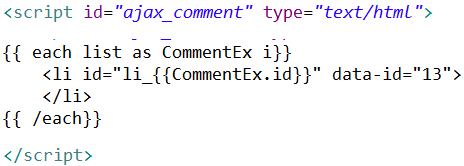 <script id="ajax_comment" type="text/html">
{{ each list as CommentEx i}}
    <li id="li_{{CommentEx.id}}" data-id="13">
    </li>
{{ /each}}
</script>